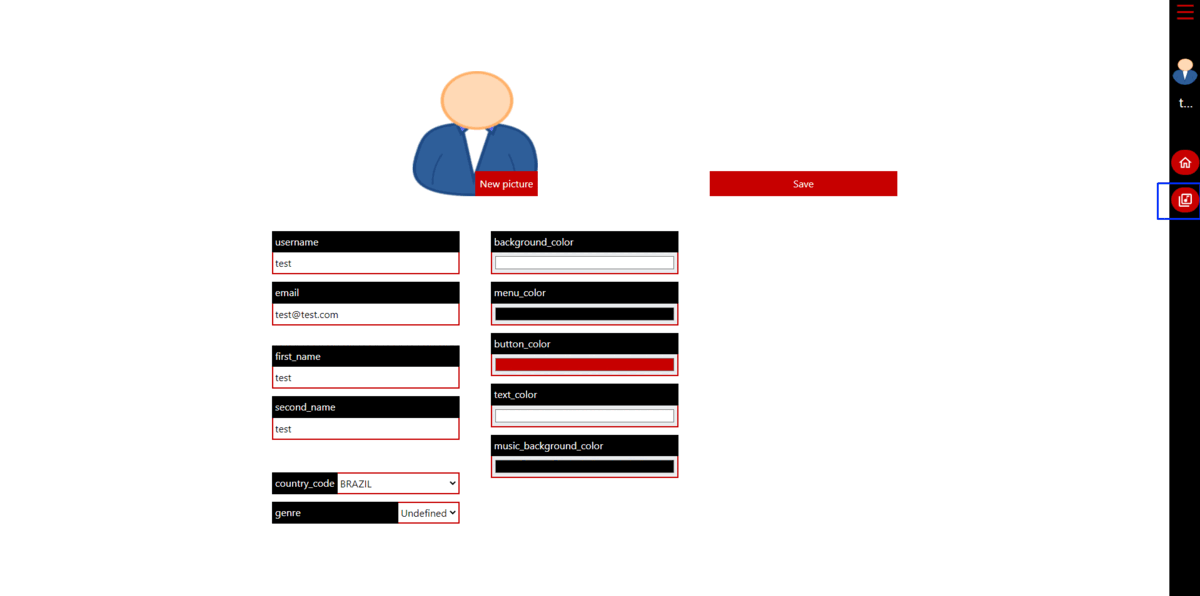 t...
New picture
Save
username
test
email
test@test.com
first_name
test
second_name
test
country_code BRAZIL
genre Undefined
background_color
menu_color
button_color
text_color
music_background_color